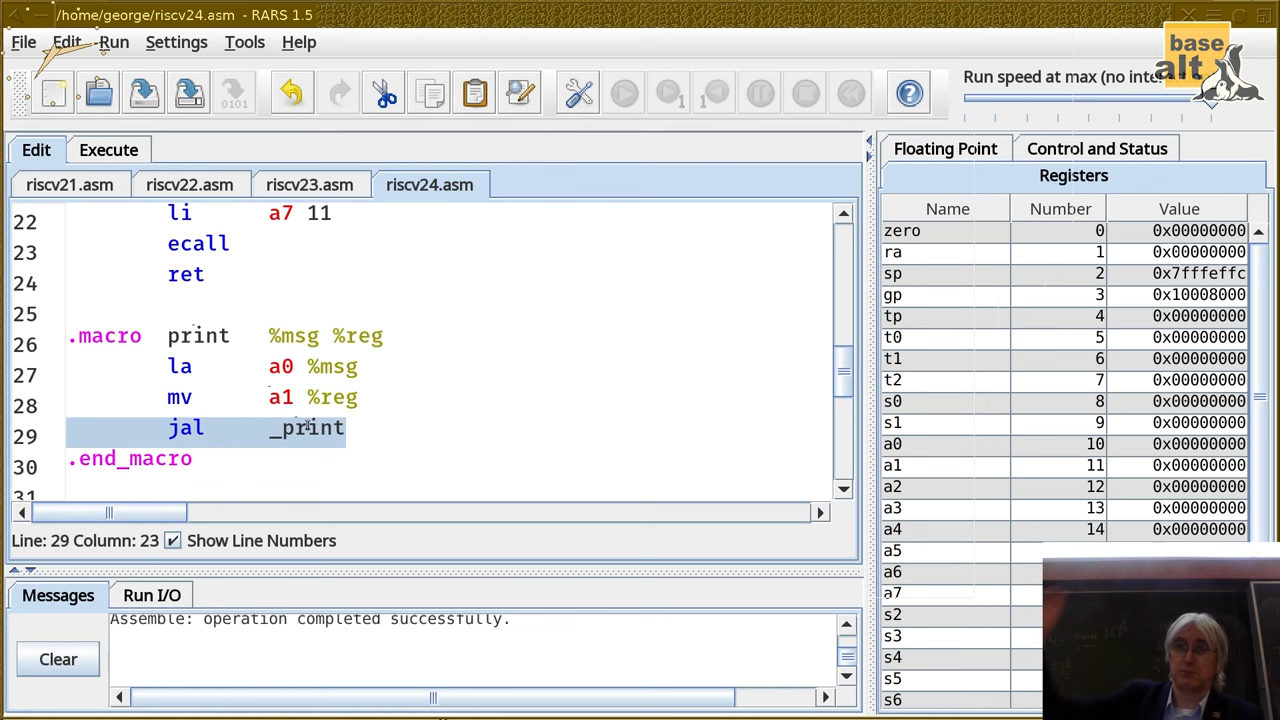 /home/george/riscv24.asm - RARS 1.5
File Edit Run Settings Tools Help
base
alt
Run speed at max (no inte
0101
1
1
?
Edit Execute
riscv21.asm riscv22.asm riscv23.asm riscv24.asm
22 li a7 11
23 ecall
24 ret
25
26 .macro print %msg %reg
27 la a0 %msg
28 mv a1 %reg
29 jal _print
30 .end_macro
31
Line: 29 Column: 23 Show Line Numbers
Messages Run I/O
Assemble: operation completed successfully.
Clear
Floating Point Control and Status
Registers
Name Number Value
zero 0 0x00000000
ra 1 0x00000000
sp 2 0x7fffeffc
gp 3 0x10008000
tp 4 0x00000000
t0 5 0x00000000
t1 6 0x00000000
t2 7 0x00000000
s0 8 0x00000000
s1 9 0x00000000
a0 10 0x00000000
a1 11 0x00000000
a2 12 0x00000000
a3 13 0x00000000
a4 14 0x00000000
a5
a6
a7
s2
s3
s4
s5
s6